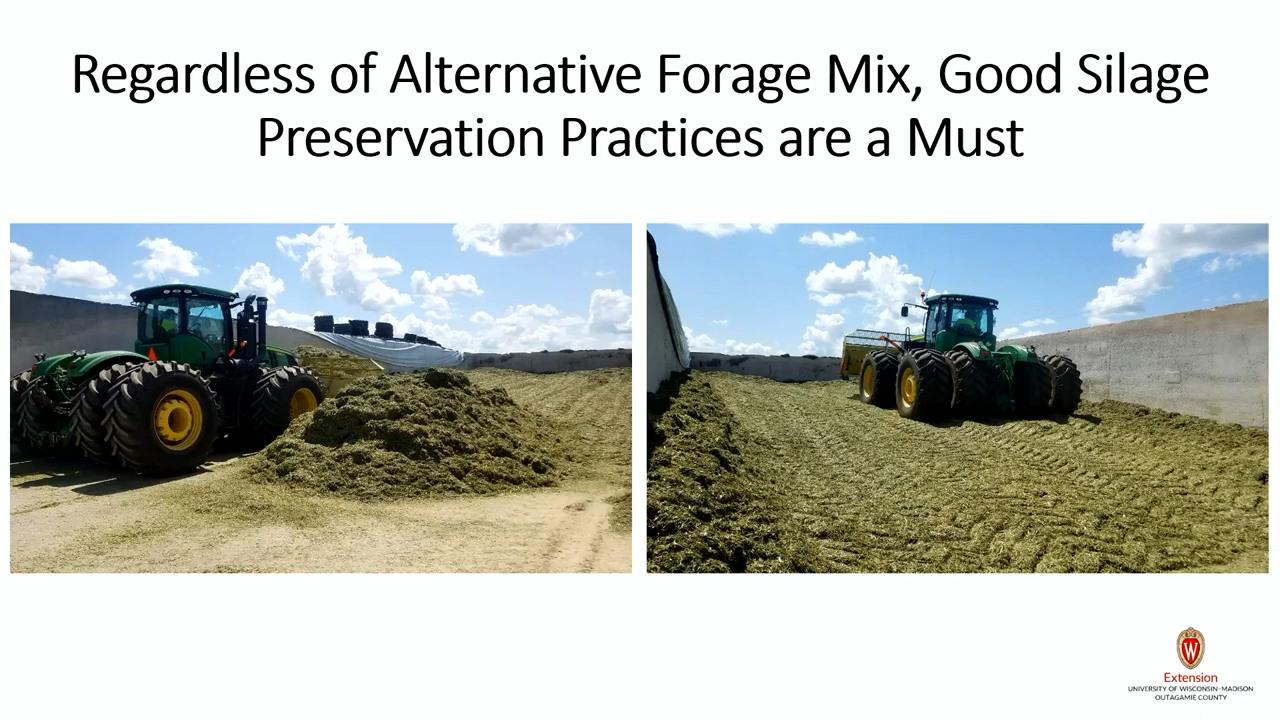 Regardless of Alternative Forage Mix, Good Silage
Preservation Practices are a Must
W
Extension
UNIVERSITY OF WISCONSIN–MADISON
OUTAGAMIE COUNTY